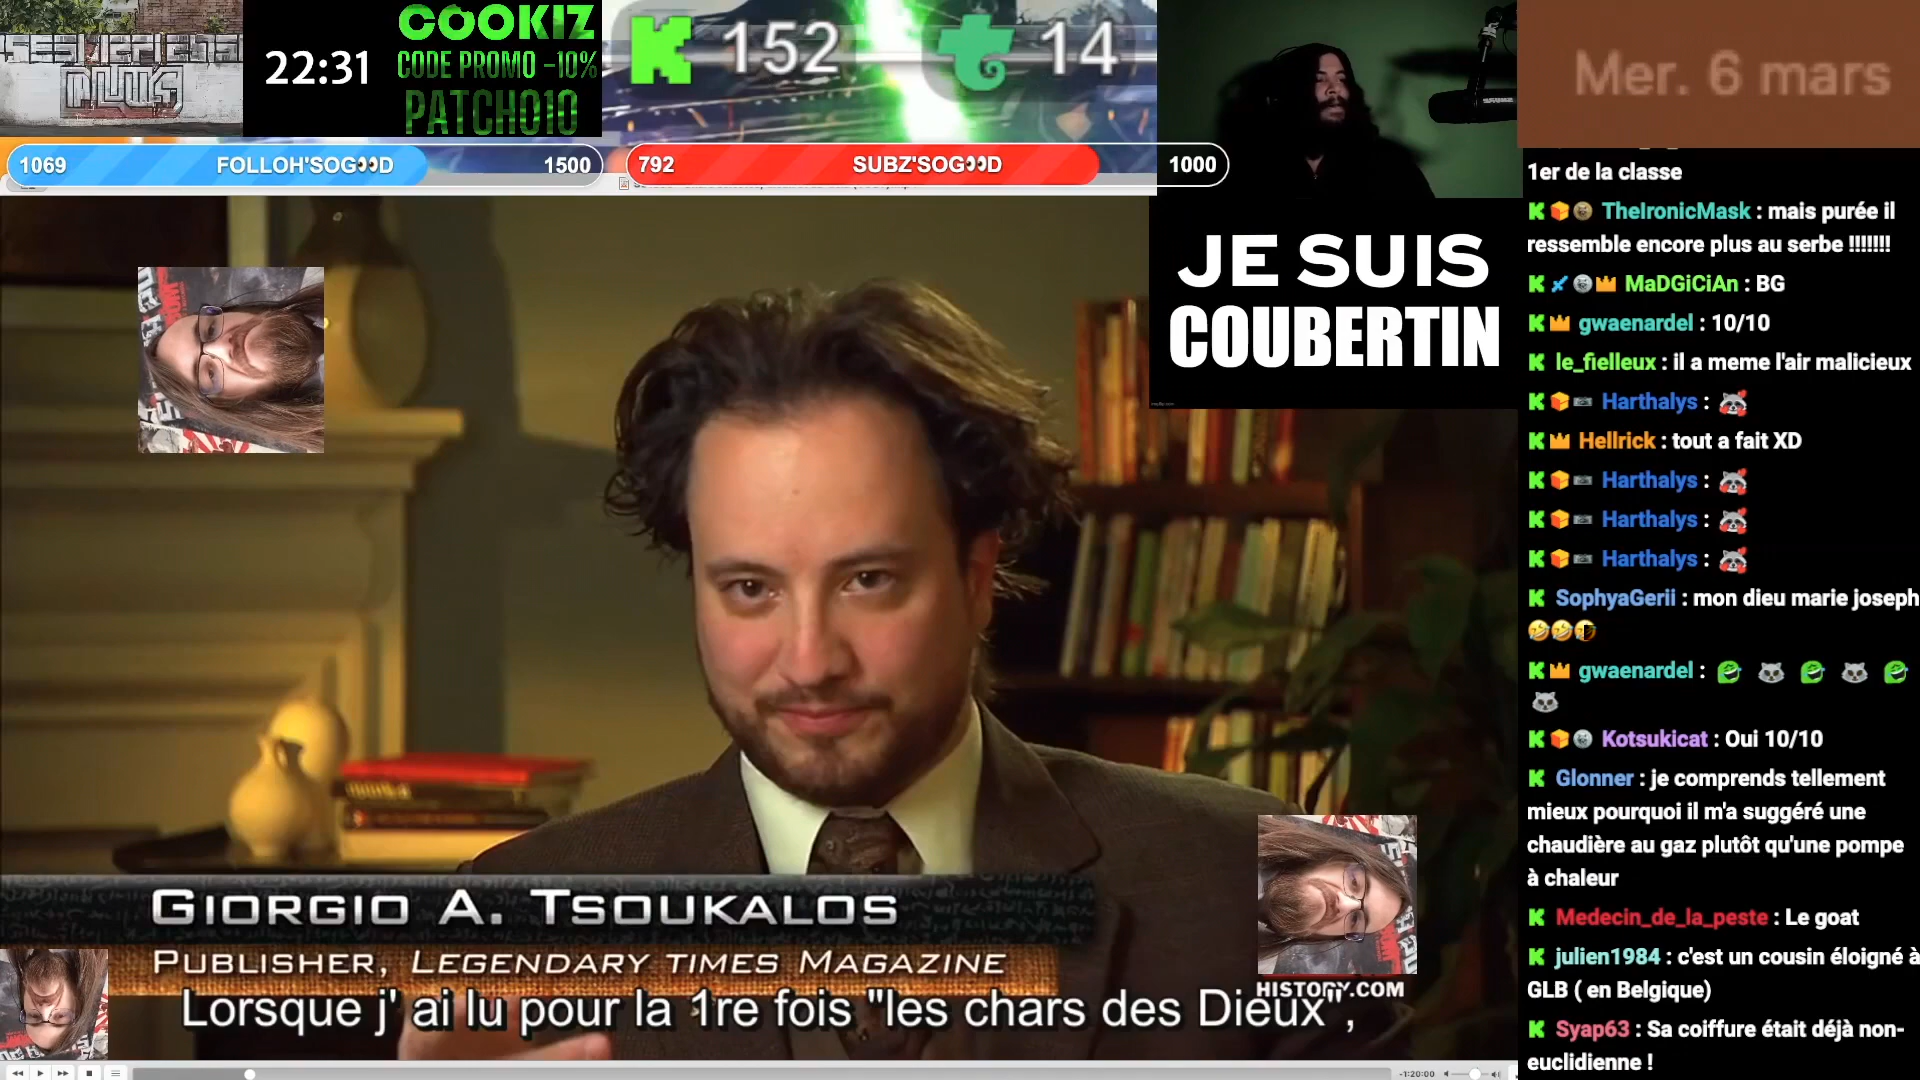 22:31
COOKIZ
CODE PROMO -10%
PATCHO10
152
14
Mer. 6 mars
1069 FOLLOH'SOG👀D 1500
792 SUBZ'SOG👀D 1000
JE SUIS
COUBERTIN
1er de la classe
TheIronicMask : mais purée il
ressemble encore plus au serbe !!!!!!!
MaDGiCiAn : BG
gwaenardel : 10/10
le_fielleux : il a meme l'air malicieux
Harthalys :
Hellrick : tout a fait XD
Harthalys :
Harthalys :
Harthalys :
SophyaGerii : mon dieu marie joseph
🤣🤣🤣
gwaenardel :
Kotsukicat : Oui 10/10
Glonner : je comprends tellement
mieux pourquoi il m'a suggéré une
chaudière au gaz plutôt qu'une pompe
à chaleur
Medecin_de_la_peste : Le goat
julien1984 : c'est un cousin éloigné à
GLB ( en Belgique)
Syap63 : Sa coiffure était déjà non-
euclidienne !
GIORGIO A. TSOUKALOS
PUBLISHER, LEGENDARY TIMES MAGAZINE
HISTORY.COM
Lorsque j' ai lu pour la 1re fois "les chars des Dieux",
-1:20:00